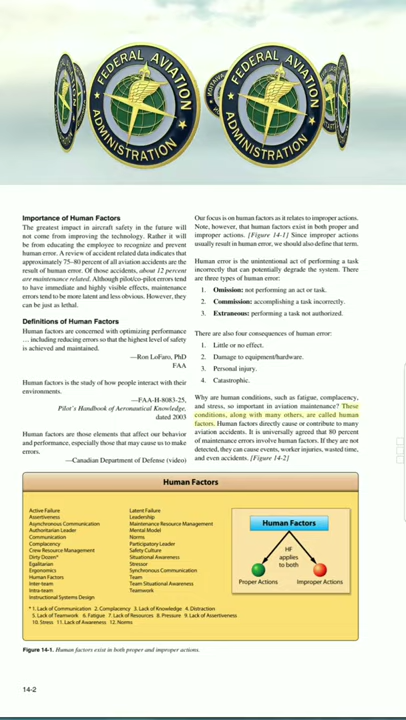 FEDERAL AVIATION
ADMINISTRATION
FEDERAL AVIATION
ADMINISTRATION
Importance of Human Factors
The greatest impact in aircraft safety in the future will
not come from improving the technology. Rather it will
be from educating the employee to recognize and prevent
human error. A review of accident related data indicates that
approximately 75–80 percent of all aviation accidents are the
result of human error. Of those accidents, about 12 percent
are maintenance related. Although pilot/co-pilot errors tend
to have immediate and highly visible effects, maintenance
errors tend to be more latent and less obvious. However, they
can be just as lethal.
Definitions of Human Factors
Human factors are concerned with optimizing performance
… including reducing errors so that the highest level of safety
is achieved and maintained.
—Ron LoFaro, PhD
FAA
Human factors is the study of how people interact with their
environments.
—FAA-H-8083-25,
Pilot's Handbook of Aeronautical Knowledge,
dated 2003
Human factors are those elements that affect our behavior
and performance, especially those that may cause us to make
errors.
—Canadian Department of Defense (video)
Our focus is on human factors as it relates to improper actions.
Note, however, that human factors exist in both proper and
improper actions. [Figure 14-1] Since improper actions
usually result in human error, we should also define that term.
Human error is the unintentional act of performing a task
incorrectly that can potentially degrade the system. There
are three types of human error:
1. Omission: not performing an act or task.
2. Commission: accomplishing a task incorrectly.
3. Extraneous: performing a task not authorized.
There are also four consequences of human error:
1. Little or no effect.
2. Damage to equipment/hardware.
3. Personal injury.
4. Catastrophic.
Why are human conditions, such as fatigue, complacency,
and stress, so important in aviation maintenance? These
conditions, along with many others, are called human
factors. Human factors directly cause or contribute to many
aviation accidents. It is universally agreed that 80 percent
of maintenance errors involve human factors. If they are not
detected, they can cause events, worker injuries, wasted time,
and even accidents. [Figure 14-2]
Human Factors
Active Failure
Assertiveness
Asynchronous Communication
Authoritarian Leader
Communication
Complacency
Crew Resource Management
Dirty Dozen*
Egalitarian
Ergonomics
Human Factors
Inter-team
Intra-team
Instructional Systems Design
Latent Failure
Leadership
Maintenance Resource Management
Mental Model
Norms
Participatory Leader
Safety Culture
Situational Awareness
Stressor
Synchronous Communication
Team
Team Situational Awareness
Teamwork
Human Factors
HF
applies
to both
Proper Actions
Improper Actions
* 1. Lack of Communication 2. Complacency 3. Lack of Knowledge 4. Distraction
5. Lack of Teamwork 6. Fatigue 7. Lack of Resources 8. Pressure 9. Lack of Assertiveness
10. Stress 11. Lack of Awareness 12. Norms
Figure 14-1. Human factors exist in both proper and improper actions.
14-2